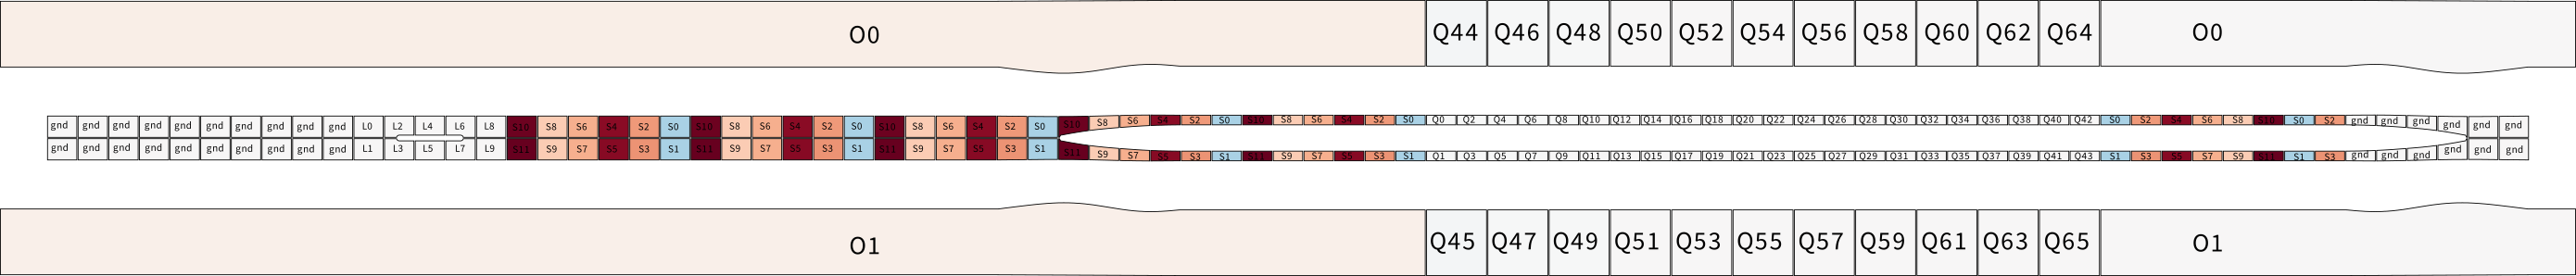 O0 Q44 Q46 Q48 Q50 Q52 Q54 Q56 Q58 Q60 Q62 Q64 O0
gnd gnd gnd gnd gnd gnd gnd gnd gnd gnd L0 L2 L4 L6 L8 S10 S8 S6 S4 S2 S0 S10 S8 S6 S4 S2 S0 S10 S8 S6 S4 S2 S0 S10 S8 S6 S4 S2 S0 S10 S8 S6 S4 S2 S0 Q0 Q2 Q4 Q6 Q8 Q10 Q12 Q14 Q16 Q18 Q20 Q22 Q24 Q26 Q28 Q30 Q32 Q34 Q36 Q38 Q40 Q42 S0 S2 S4 S6 S8 S10 S0 S2 gnd gnd gnd gnd gnd gnd
gnd gnd gnd gnd gnd gnd gnd gnd gnd gnd L1 L3 L5 L7 L9 S11 S9 S7 S5 S3 S1 S11 S9 S7 S5 S3 S1 S11 S9 S7 S5 S3 S1 S11 S9 S7 S5 S3 S1 S11 S9 S7 S5 S3 S1 Q1 Q3 Q5 Q7 Q9 Q11 Q13 Q15 Q17 Q19 Q21 Q23 Q25 Q27 Q29 Q31 Q33 Q35 Q37 Q39 Q41 Q43 S1 S3 S5 S7 S9 S11 S1 S3 gnd gnd gnd gnd gnd gnd
O1 Q45 Q47 Q49 Q51 Q53 Q55 Q57 Q59 Q61 Q63 Q65 O1